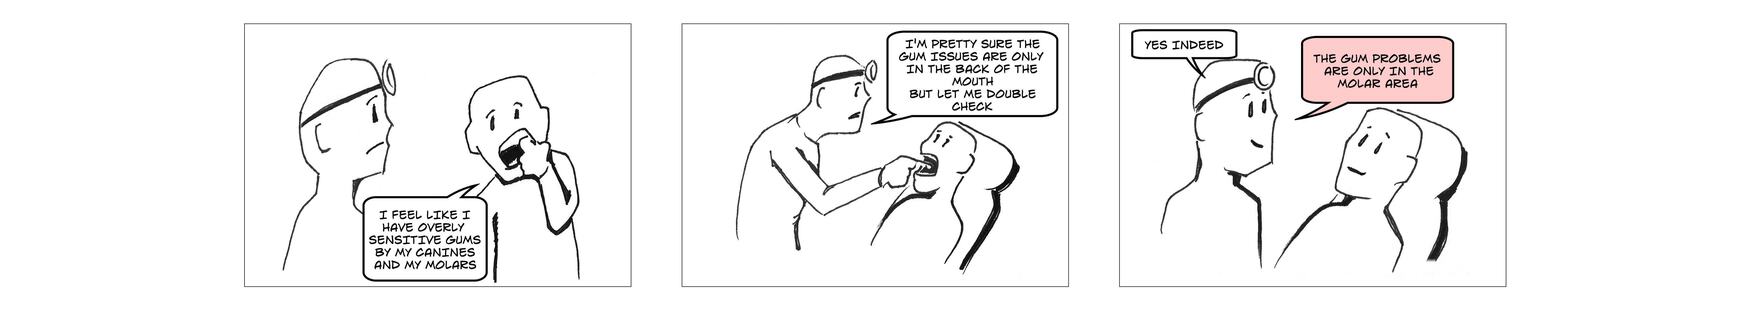 I FEEL LIKE I
HAVE OVERLY
SENSITIVE GUMS
BY MY CANINES
AND MY MOLARS
I'M PRETTY SURE THE
GUM ISSUES ARE ONLY
IN THE BACK OF THE
MOUTH
BUT LET ME DOUBLE
CHECK
YES INDEED
THE GUM PROBLEMS
ARE ONLY IN THE
MOLAR AREA